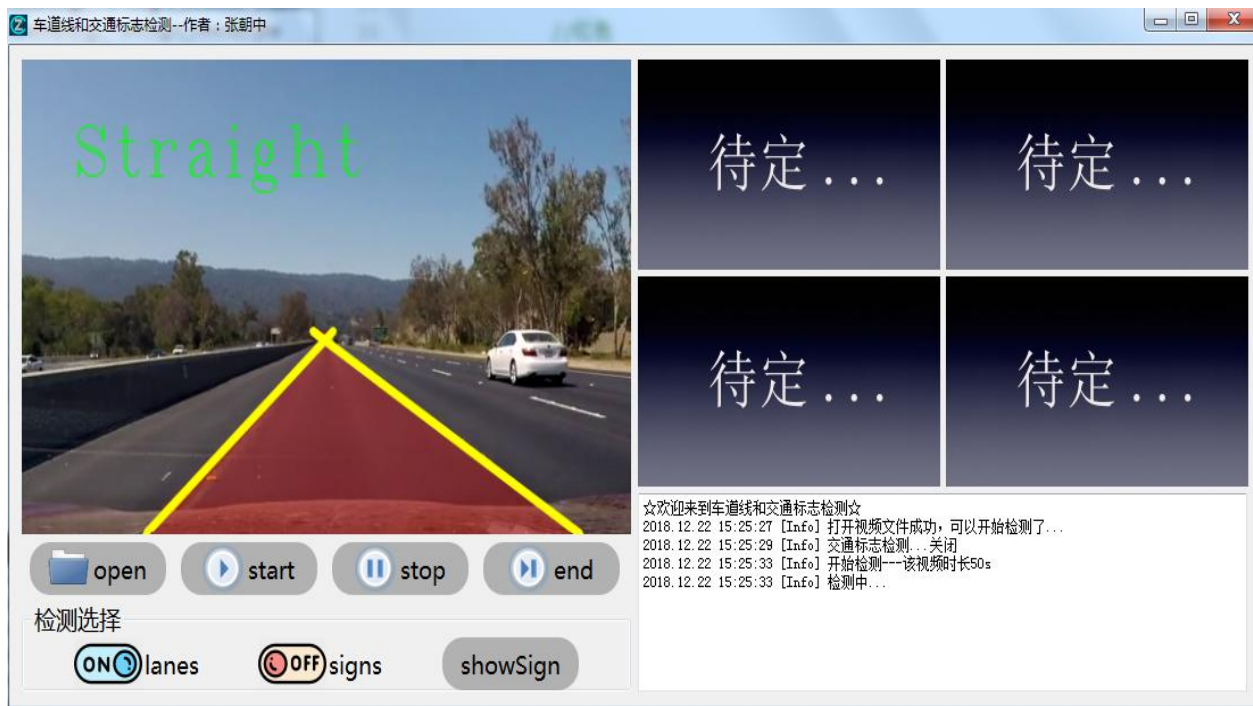 车道线和交通标志检测--作者：张朝中
Straight
待定...
待定...
待定...
待定...
☆欢迎来到车道线和交通标志检测☆
2018.12.22 15:25:27 [Info] 打开视频文件成功，可以开始检测了...
2018.12.22 15:25:29 [Info] 交通标志检测...关闭
2018.12.22 15:25:33 [Info] 开始检测---该视频时长50s
2018.12.22 15:25:33 [Info] 检测中...
open
start
stop
end
检测选择
ON lanes
OFF signs
showSign